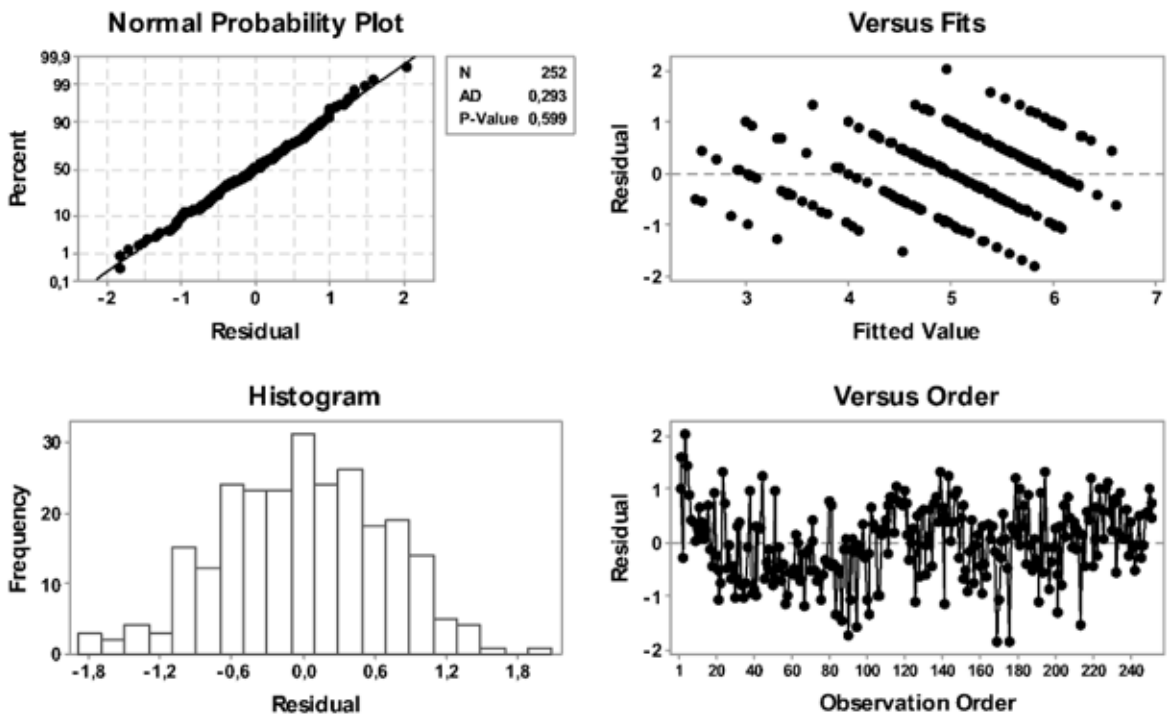 Normal Probability Plot
99,9
99
90
50
10
1
0,1
Percent
-2 -1 0 1 2
Residual
N 252
AD 0,293
P-Value 0,599
Versus Fits
2
1
0
-1
-2
Residual
3 4 5 6 7
Fitted Value
Histogram
30
20
10
0
Frequency
-1,8 -1,2 -0,6 0,0 0,6 1,2 1,8
Residual
Versus Order
2
1
0
-1
-2
Residual
1 20 40 60 80 100 120 140 160 180 200 220 240
Observation Order